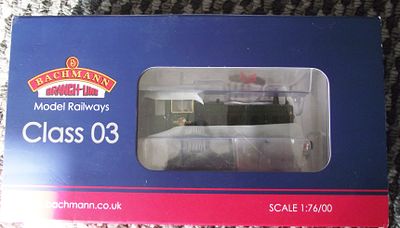 BACHMANN
BRANCH-LINE
Model Railways
Class 03
bachmann.co.uk
SCALE 1:76/00